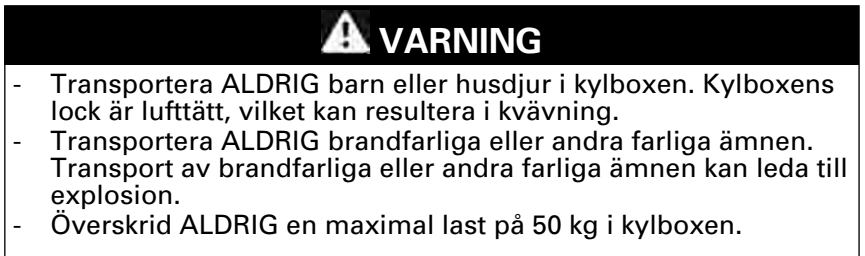 VARNING
- Transportera ALDRIG barn eller husdjur i kylboxen. Kylboxens
lock är lufttätt, vilket kan resultera i kvävning.
- Transportera ALDRIG brandfarliga eller andra farliga ämnen.
Transport av brandfarliga eller andra farliga ämnen kan leda till
explosion.
- Överskrid ALDRIG en maximal last på 50 kg i kylboxen.